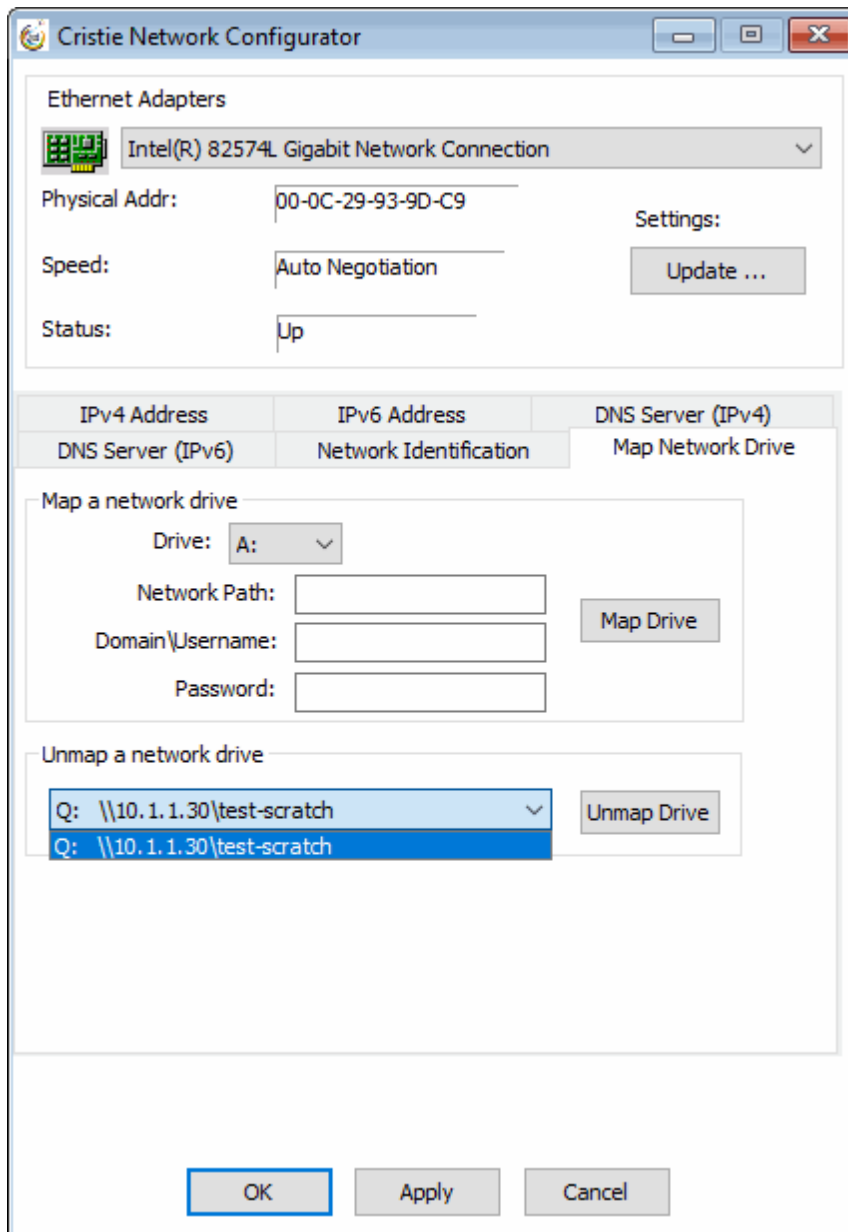 Cristie Network Configurator
Ethernet Adapters
Intel(R) 82574L Gigabit Network Connection
Physical Addr: 00-0C-29-93-9D-C9
Settings:
Speed: Auto Negotiation Update ...
Status: Up
IPv4 Address IPv6 Address DNS Server (IPv4)
DNS Server (IPv6) Network Identification Map Network Drive
Map a network drive
Drive: A:
Network Path:
Map Drive
Domain\Username:
Password:
Unmap a network drive
Q: \\10.1.1.30\test-scratch Unmap Drive
Q: \\10.1.1.30\test-scratch
OK Apply Cancel